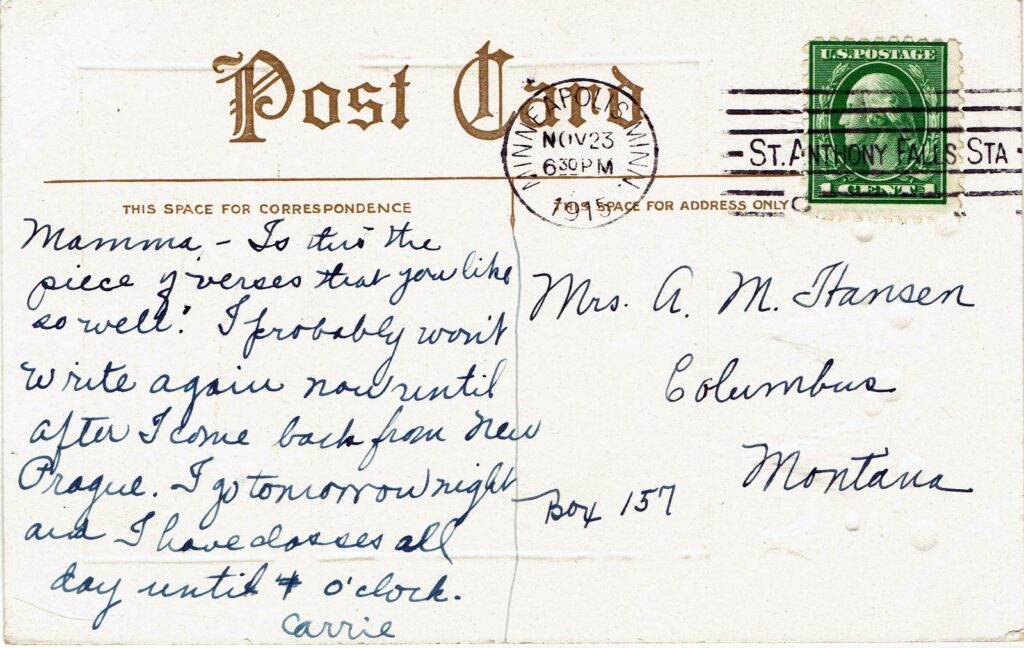 Post Card
U.S. POSTAGE
1 CENT 1
MINNEAPOLIS, MINN.
NOV 23
6 30 PM
1915
ST. ANTHONY FALLS STA
THIS SPACE FOR CORRESPONDENCE
THIS SPACE FOR ADDRESS ONLY
Mamma - Is this the
piece of verses that you like
so well? I probably won't
write again now until
after I come back from New
Prague. I go tomorrow night
and I have classes all
day until 4 o'clock.
Carrie
Mrs. A. M. Hansen
Columbus
Montana
Box 157